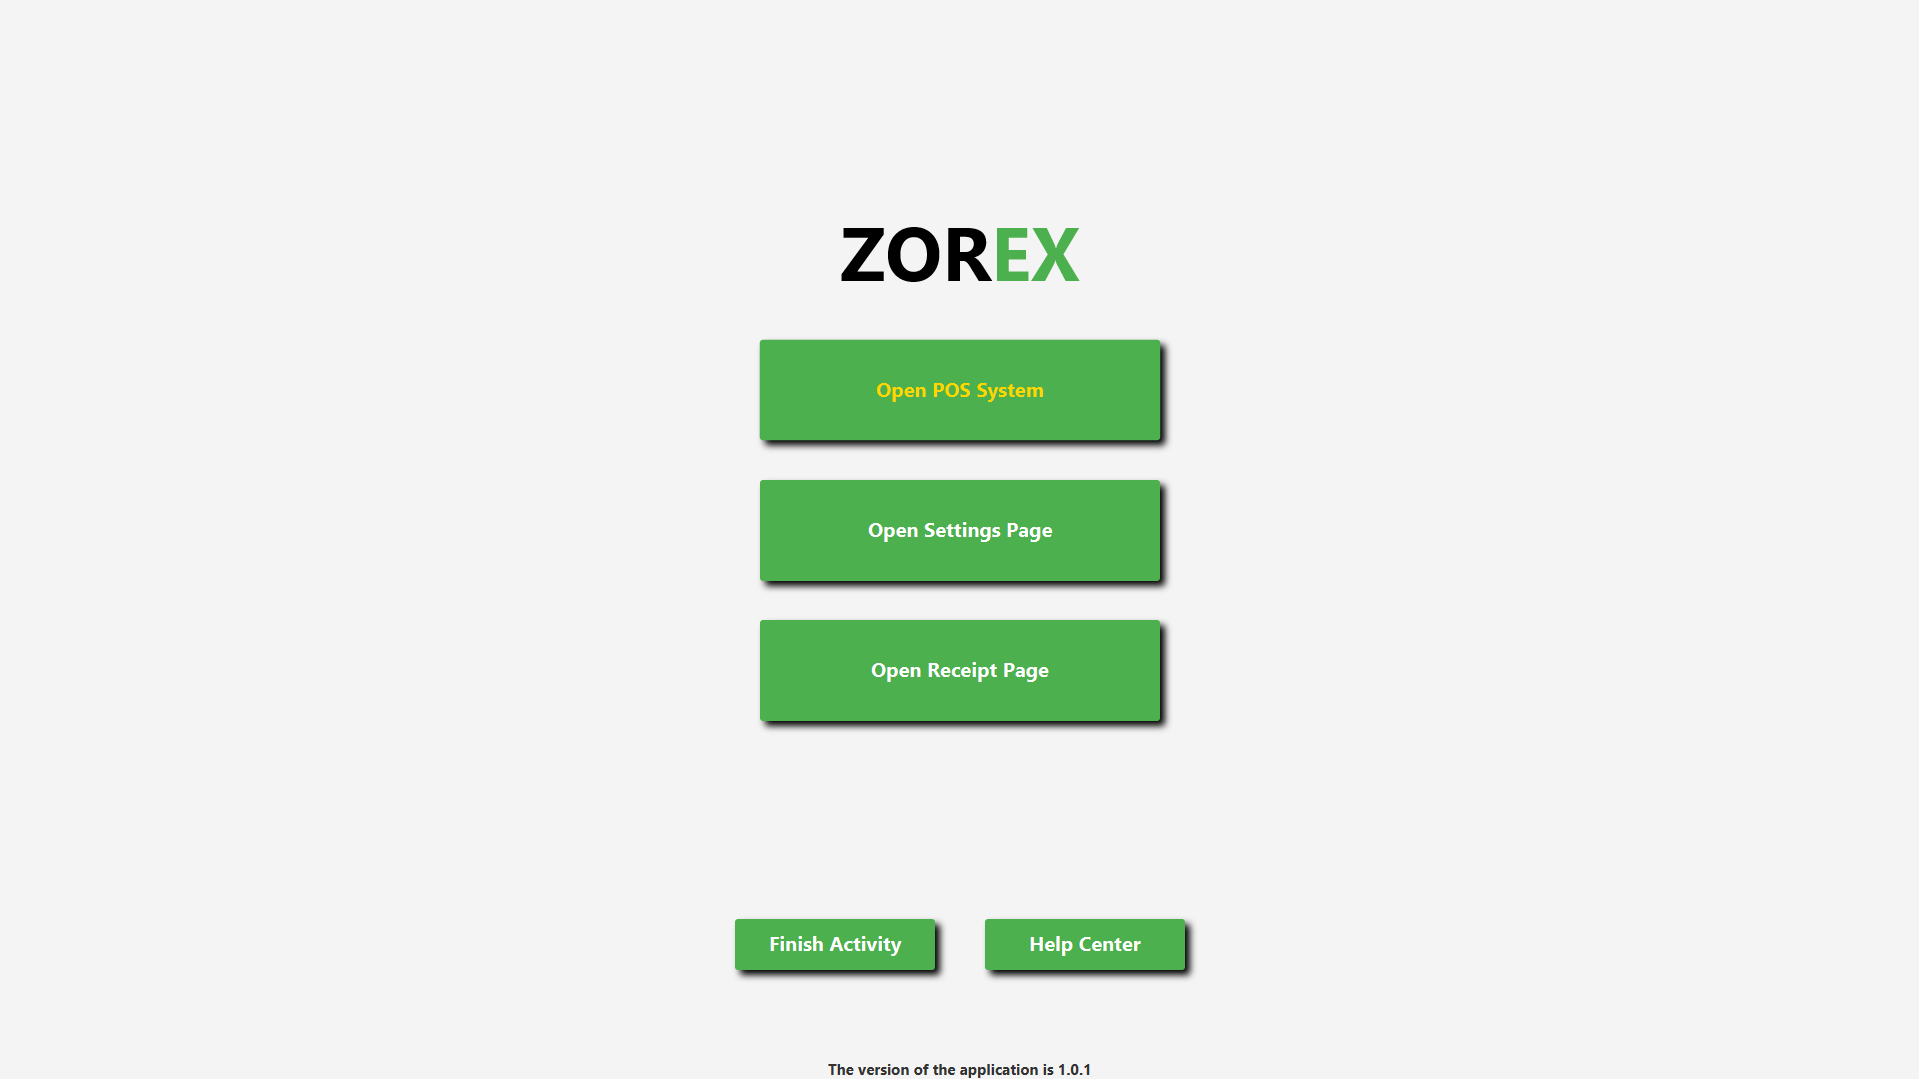 ZOREX
Open POS System
Open Settings Page
Open Receipt Page
Finish Activity
Help Center
The version of the application is 1.0.1